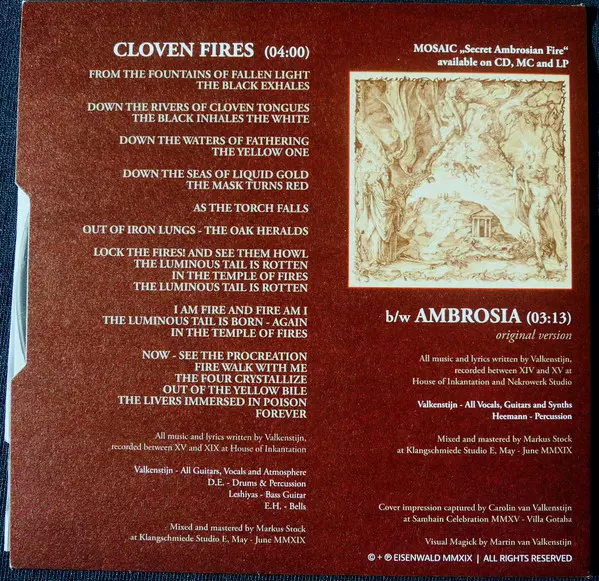 CLOVEN FIRES (04:00)
FROM THE FOUNTAINS OF FALLEN LIGHT
THE BLACK EXHALES
DOWN THE RIVERS OF CLOVEN TONGUES
THE BLACK INHALES THE WHITE
DOWN THE WATERS OF FATHERING
THE YELLOW ONE
DOWN THE SEAS OF LIQUID GOLD
THE MASK TURNS RED
AS THE TORCH FALLS
OUT OF IRON LUNGS - THE OAK HERALDS
LOCK THE FIRES! AND SEE THEM HOWL
THE LUMINOUS TAIL IS ROTTEN
IN THE TEMPLE OF FIRES
THE LUMINOUS TAIL IS ROTTEN
I AM FIRE AND FIRE AM I
THE LUMINOUS TAIL IS BORN - AGAIN
IN THE TEMPLE OF FIRES
NOW - SEE THE PROCREATION
FIRE WALK WITH ME
THE FOUR CRYSTALLIZE
OUT OF THE YELLOW BILE
THE LIVERS IMMERSED IN POISON
FOREVER
All music and lyrics written by Valkenstijn,
recorded between XV and XIX at House of Inkantation
Valkenstijn - All Guitars, Vocals and Atmosphere
D.E. - Drums & Percussion
Leshiyas - Bass Guitar
E.H. - Bells
Mixed and mastered by Markus Stock
at Klangschmiede Studio E, May - June MMXIX
MOSAIC „Secret Ambrosian Fire“
available on CD, MC and LP
b/w AMBROSIA (03:13)
original version
All music and lyrics written by Valkenstijn,
recorded between XIV and XV at
House of Inkantation and Nekrowerk Studio
Valkenstijn - All Vocals, Guitars and Synths
Heemann - Percussion
Mixed and mastered by Markus Stock
at Klangschmiede Studio E, May - June MMXIX
Cover impression captured by Carolin van Valkenstijn
at Samhain Celebration MMXV - Villa Gotaha
Visual Magick by Martin van Valkenstijn
© + ℗ EISENWALD MMXIX | ALL RIGHTS RESERVED